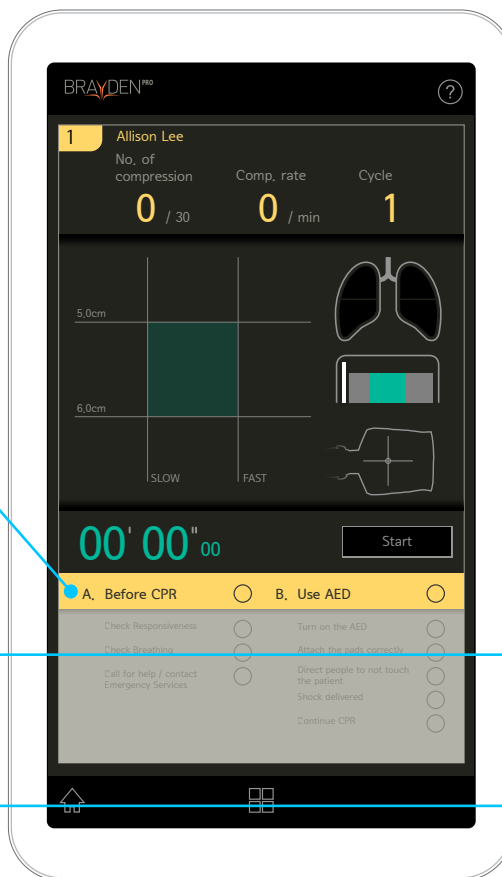 BRAYDEN PRO
?
1 Allison Lee
No. of
compression
Comp. rate
Cycle
0 / 30
0 / min
1
5,0cm
6,0cm
SLOW FAST
00' 00" 00
Start
A. Before CPR
B. Use AED
Check Responsiveness
Check Breathing
Call for help / contact
Emergency Services
Turn on the AED
Attach the pads correctly
Direct people to not touch
the patient
Shock delivered
Continue CPR